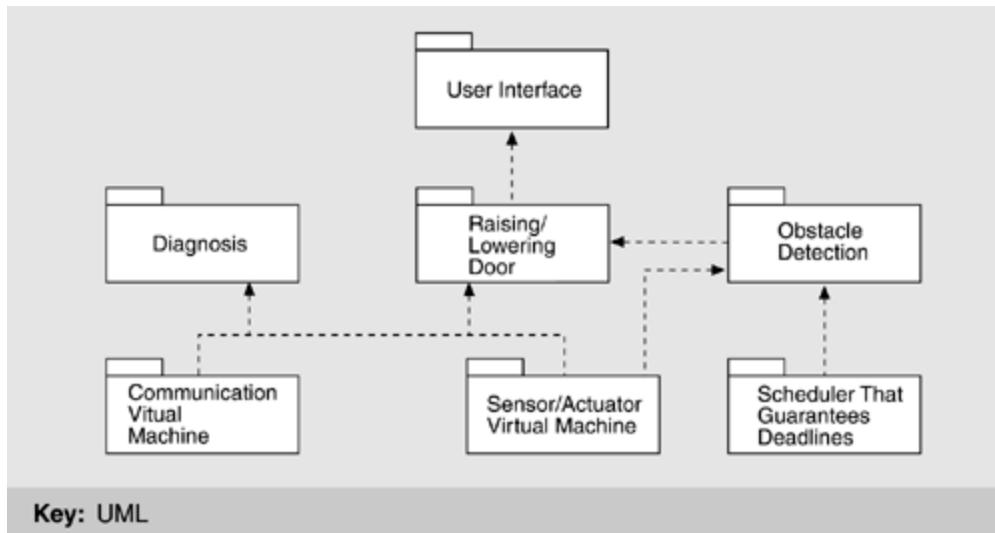 User Interface
Diagnosis
Raising/
Lowering
Door
Obstacle
Detection
Communication
Vitual
Machine
Sensor/Actuator
Virtual Machine
Scheduler That
Guarantees
Deadlines
Key: UML